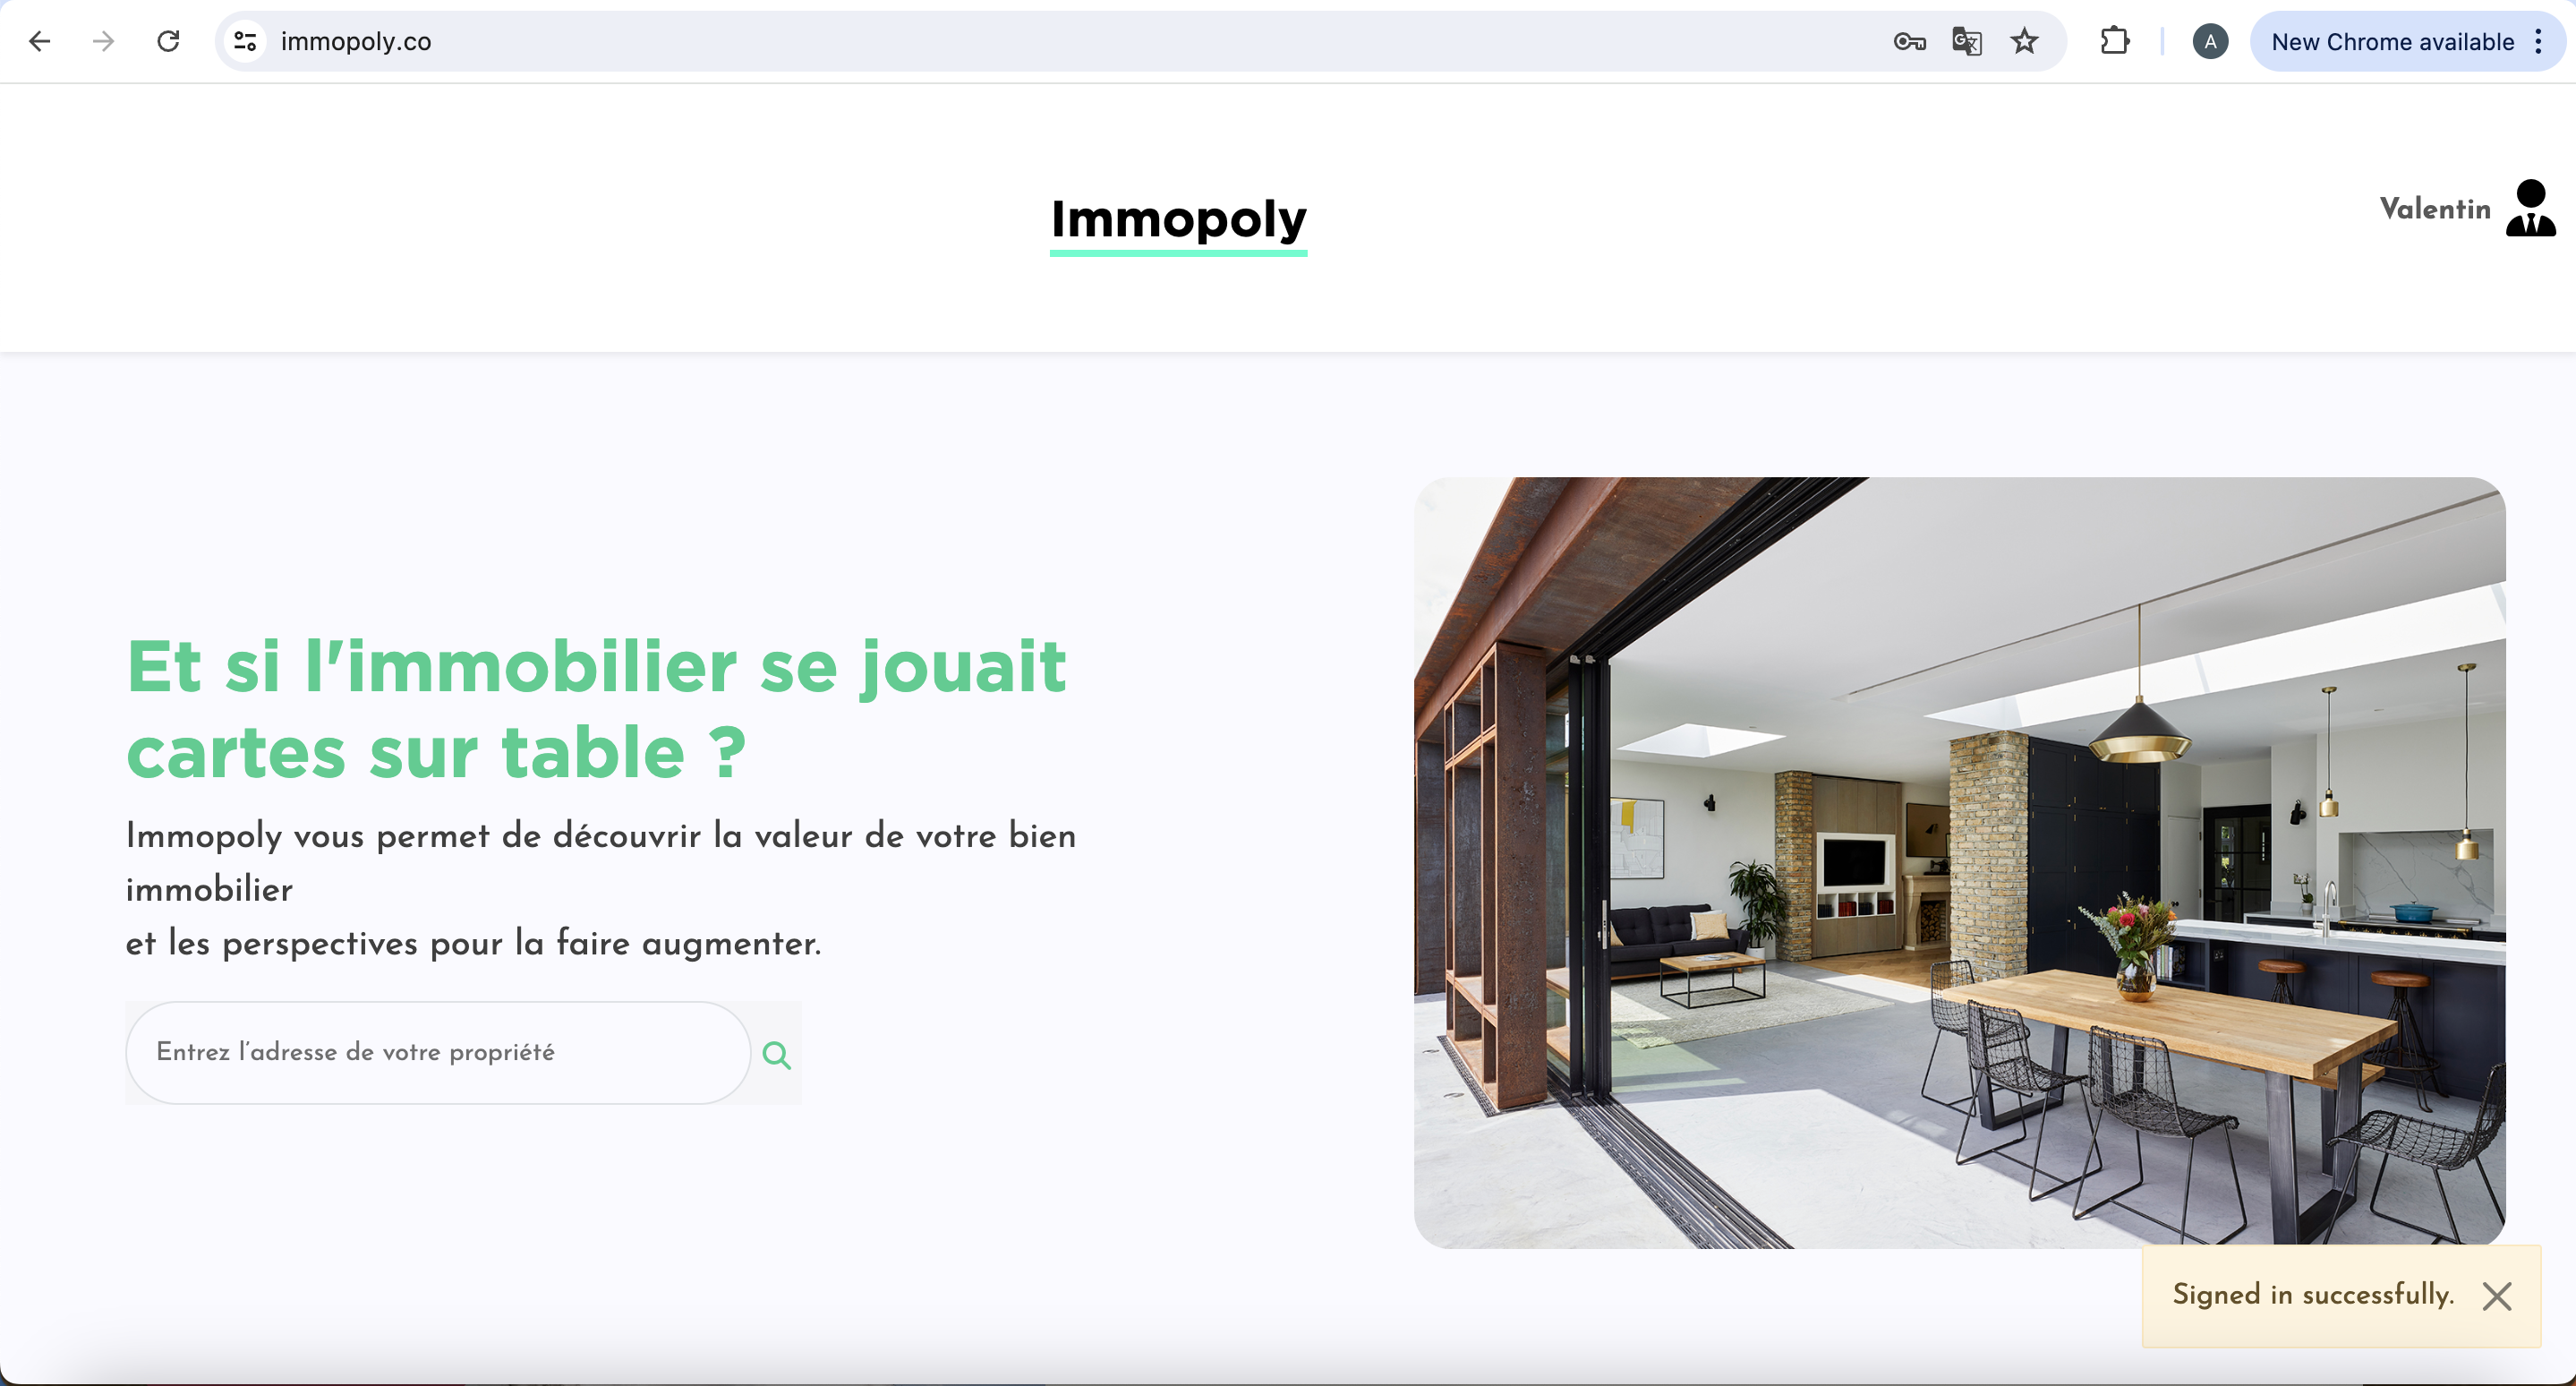 immopoly.co
A
New Chrome available
Immopoly
Valentin
Et si l'immobilier se jouait
cartes sur table ?
Immopoly vous permet de découvrir la valeur de votre bien
immobilier
et les perspectives pour la faire augmenter.
Entrez l’adresse de votre propriété
Signed in successfully.